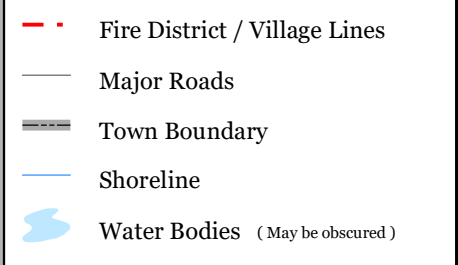 Fire District / Village Lines
Major Roads
Town Boundary
Shoreline
Water Bodies ( May be obscured )